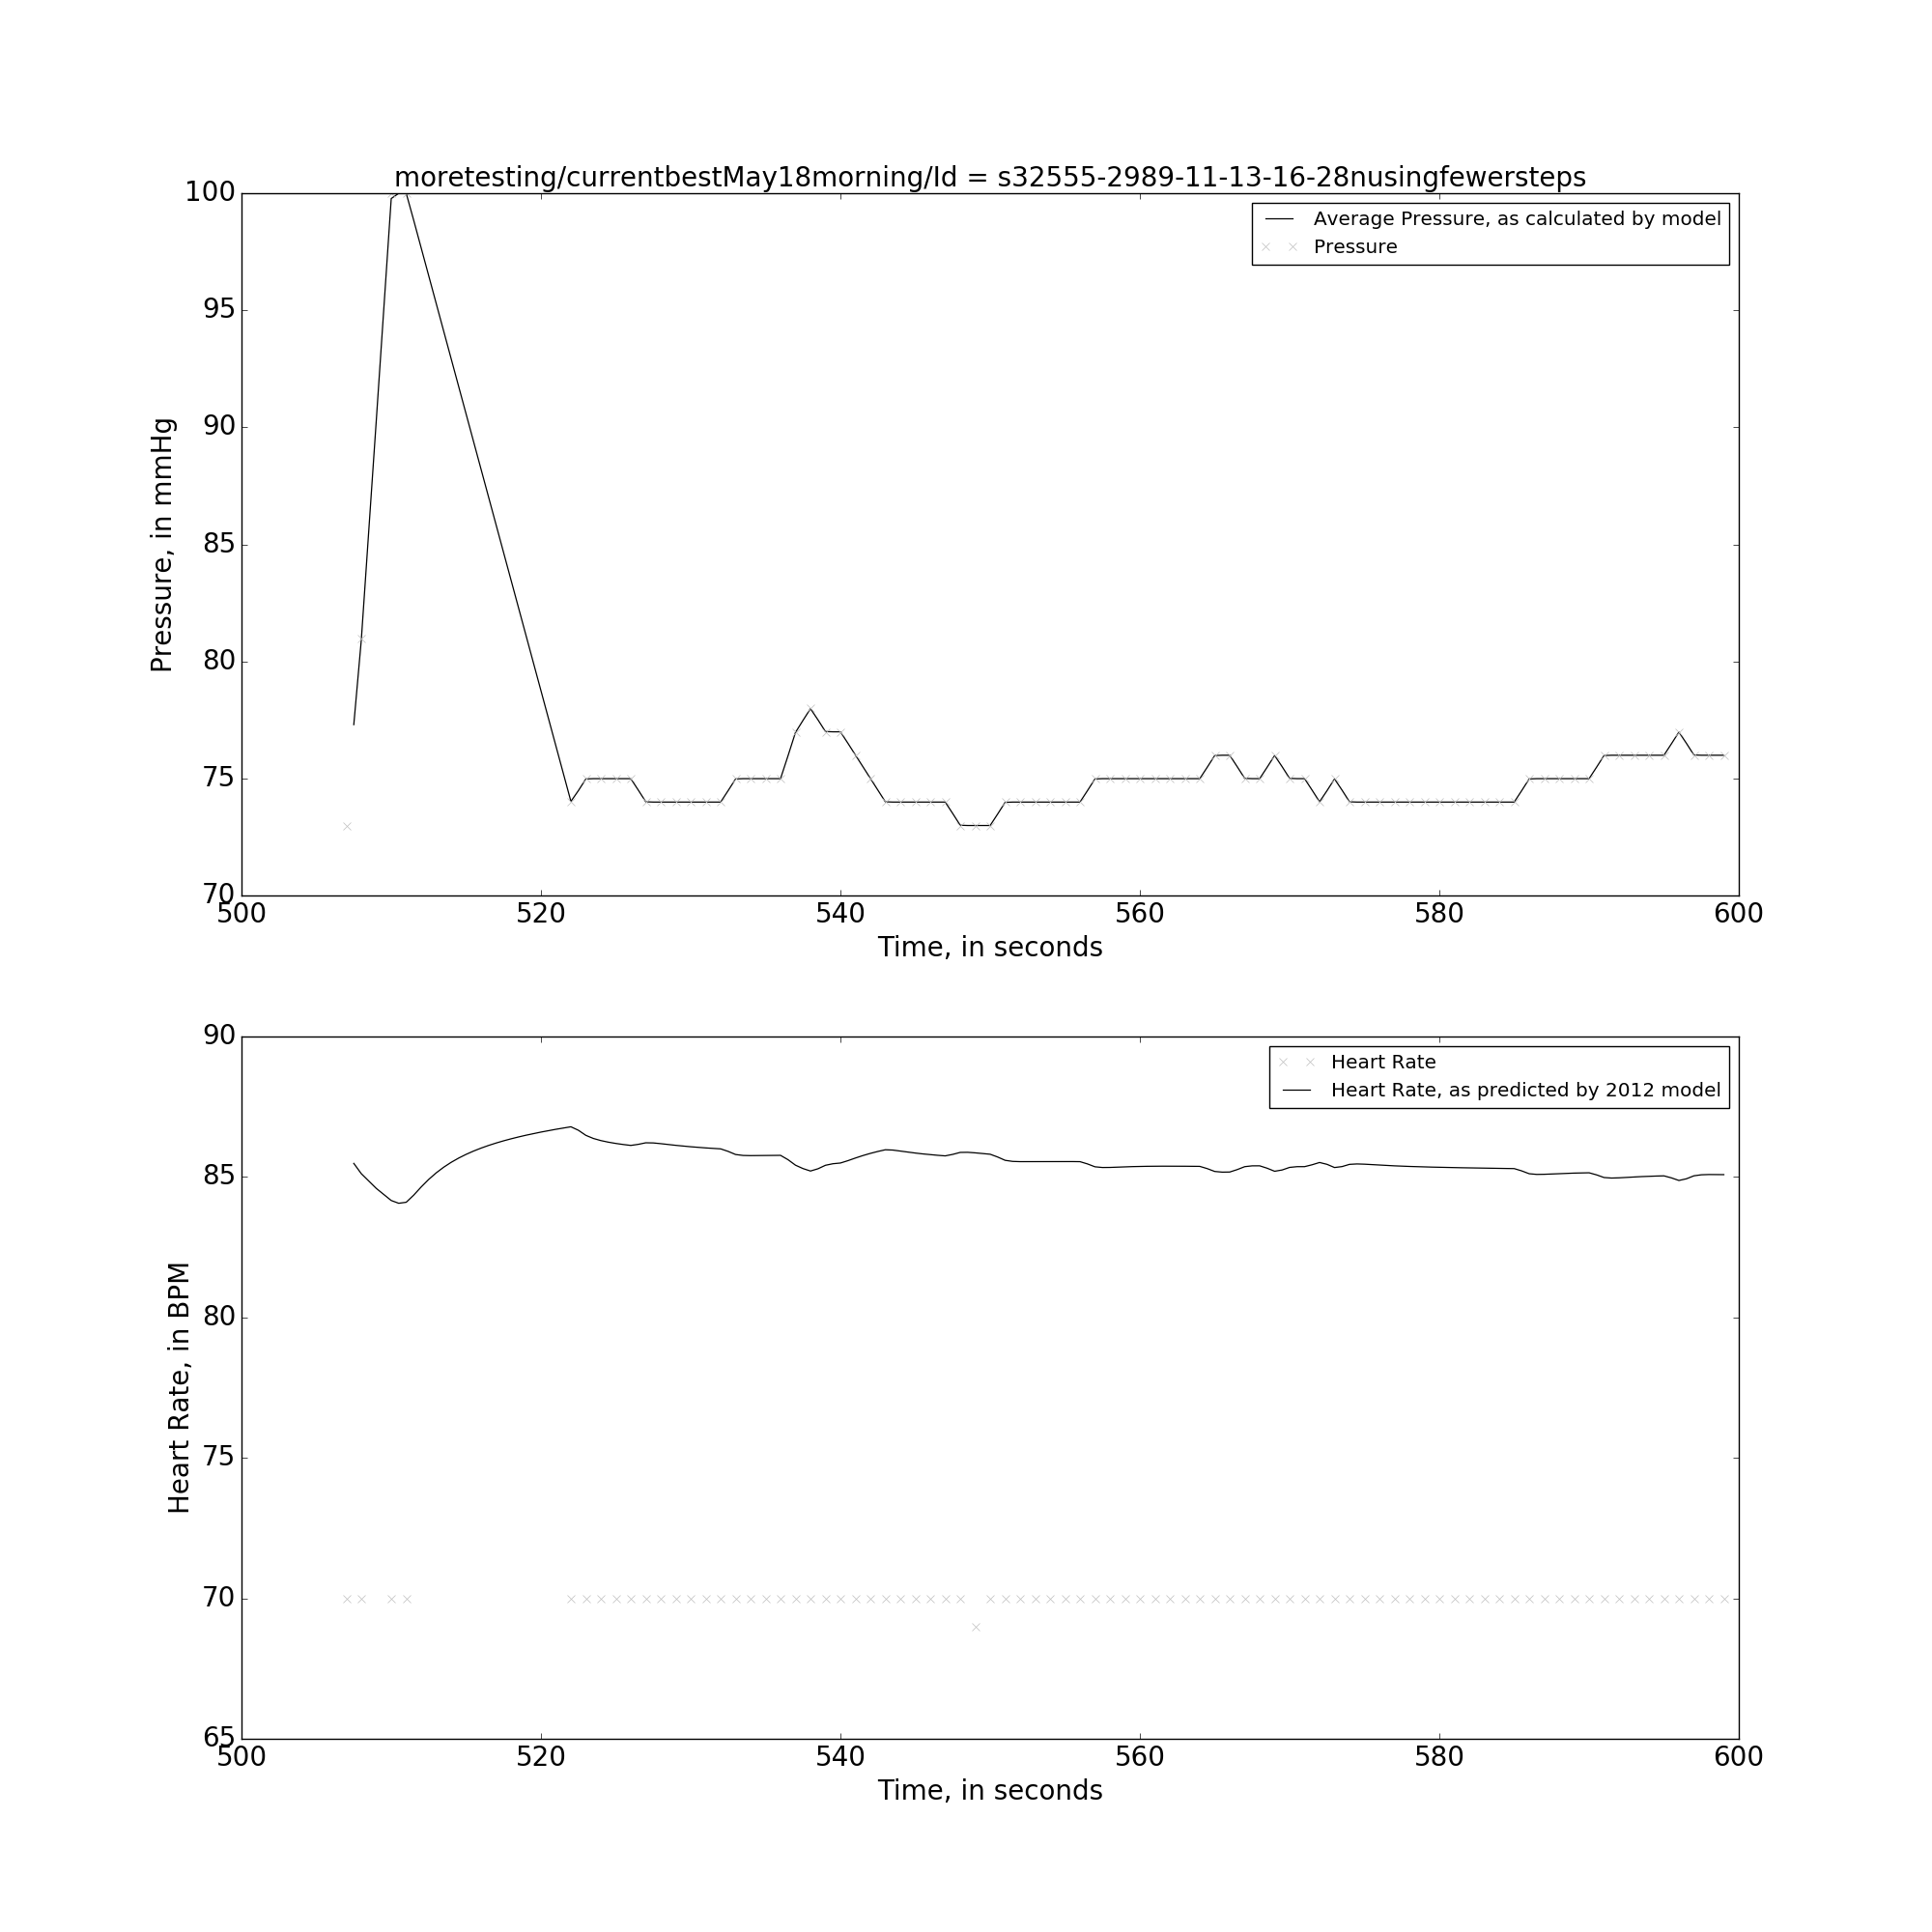 moretesting/currentbestMay18morning/Id = s32555-2989-11-13-16-28nusingfewersteps
100
95
90
85
80
75
70
Pressure, in mmHg
Average Pressure, as calculated by model
Pressure
500 520 540 560 580 600
Time, in seconds
90
85
80
75
70
65
Heart Rate, in BPM
Heart Rate
Heart Rate, as predicted by 2012 model
500 520 540 560 580 600
Time, in seconds